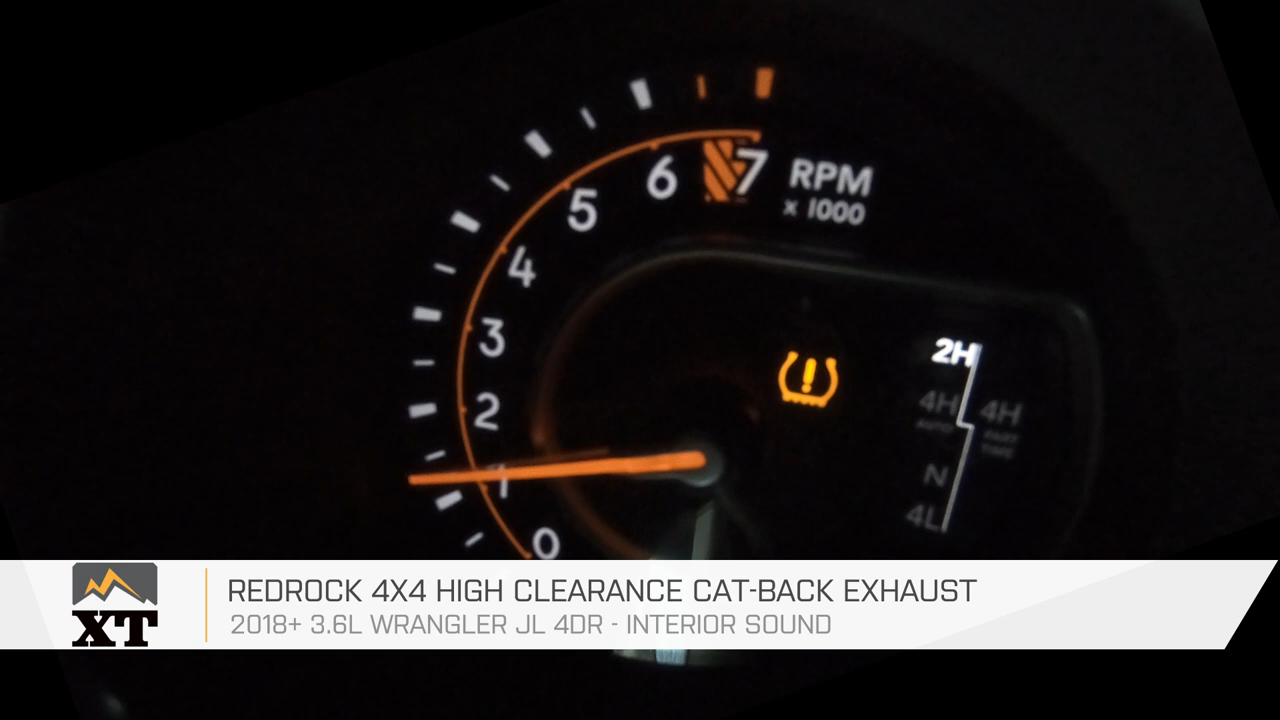 7
6
RPM
x 1000
5
4
3
2H
4H
4H
AUTO
PART
TIME
2
N
1
4L
0
XT
REDROCK 4X4 HIGH CLEARANCE CAT-BACK EXHAUST
2018+ 3.6L WRANGLER JL 4DR - INTERIOR SOUND